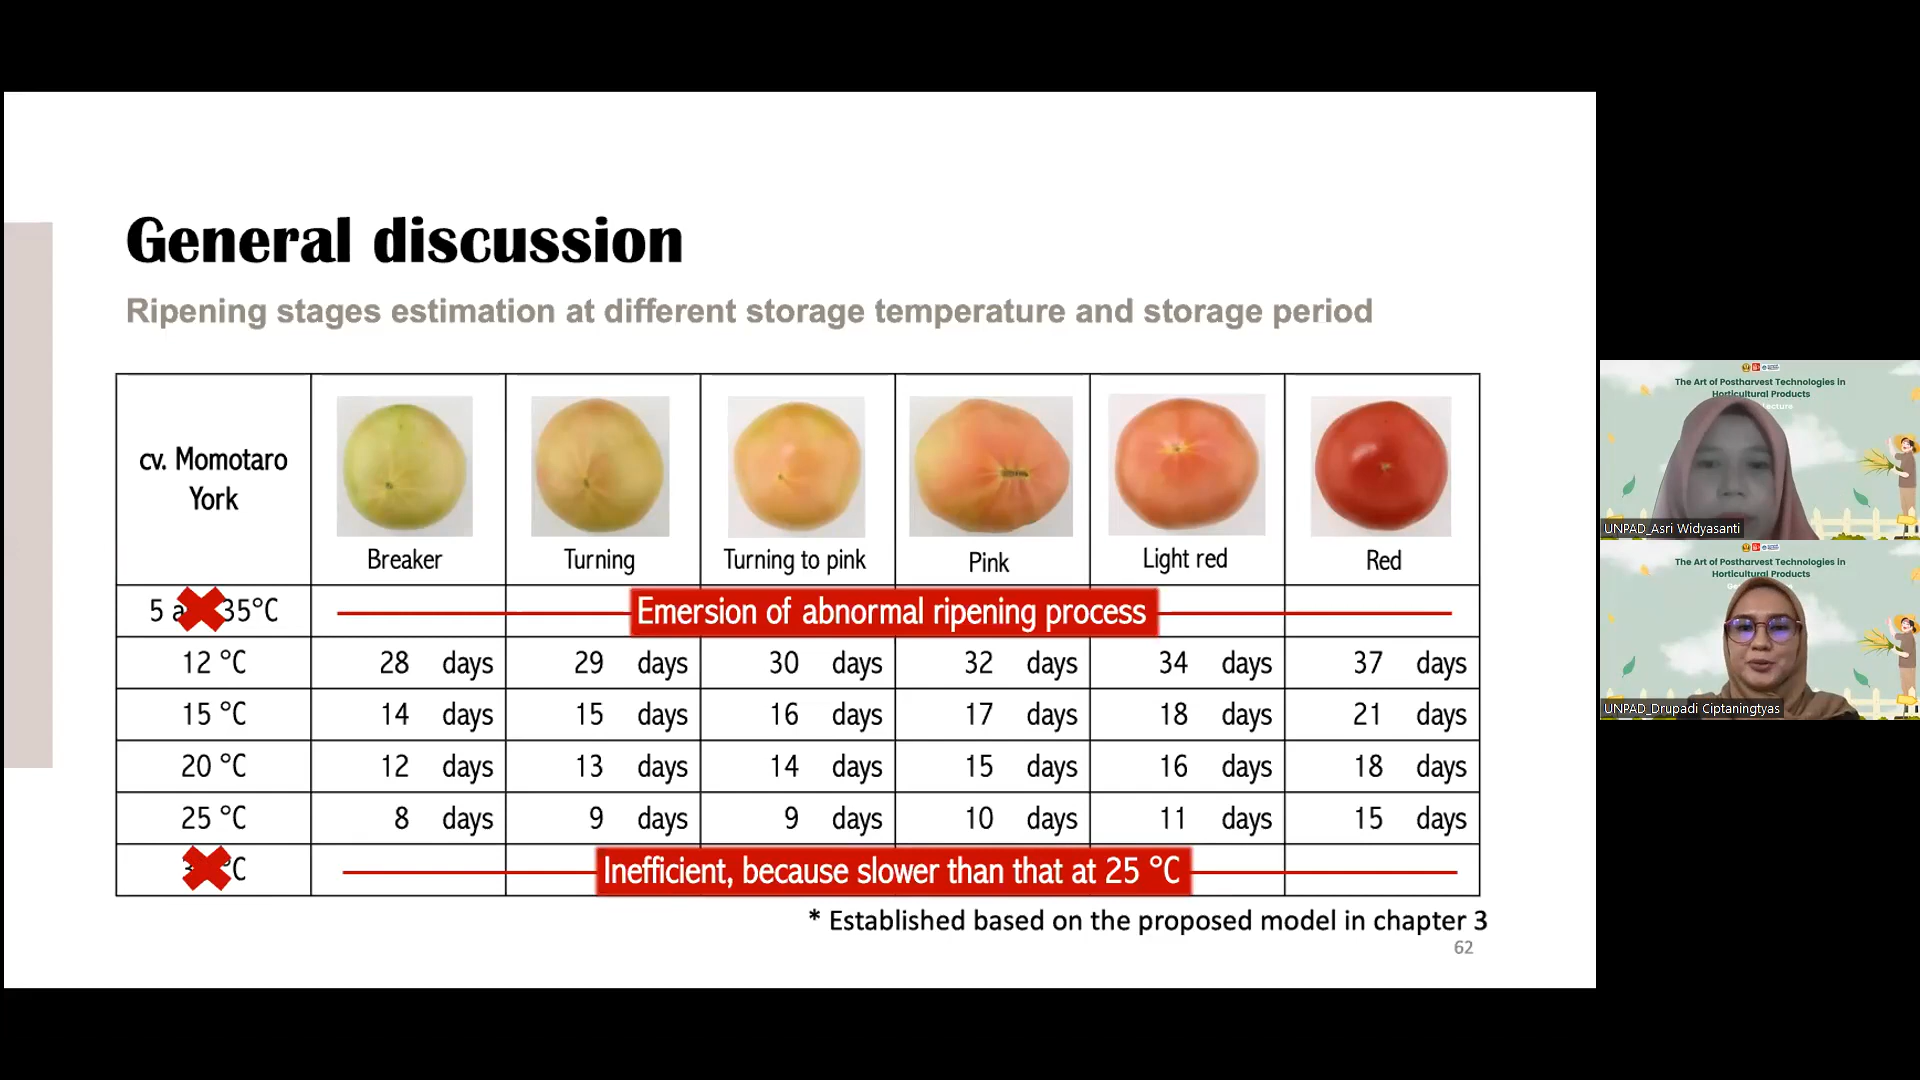 General discussion
Ripening stages estimation at different storage temperature and storage period
cv. Momotaro
York
Breaker
Turning
Turning to pink
Pink
Light red
Red
5 a 35°C
Emersion of abnormal ripening process
12 °C 28 days 29 days 30 days 32 days 34 days 37 days
15 °C 14 days 15 days 16 days 17 days 18 days 21 days
20 °C 12 days 13 days 14 days 15 days 16 days 18 days
25 °C 8 days 9 days 9 days 10 days 11 days 15 days
°C
Inefficient, because slower than that at 25 °C
* Established based on the proposed model in chapter 3
62
The Art of Postharvest Technologies in
Horticultural Products
UNPAD_Asri Widyasanti
The Art of Postharvest Technologies in
Horticultural Products
UNPAD_Drupadi Ciptaningtyas